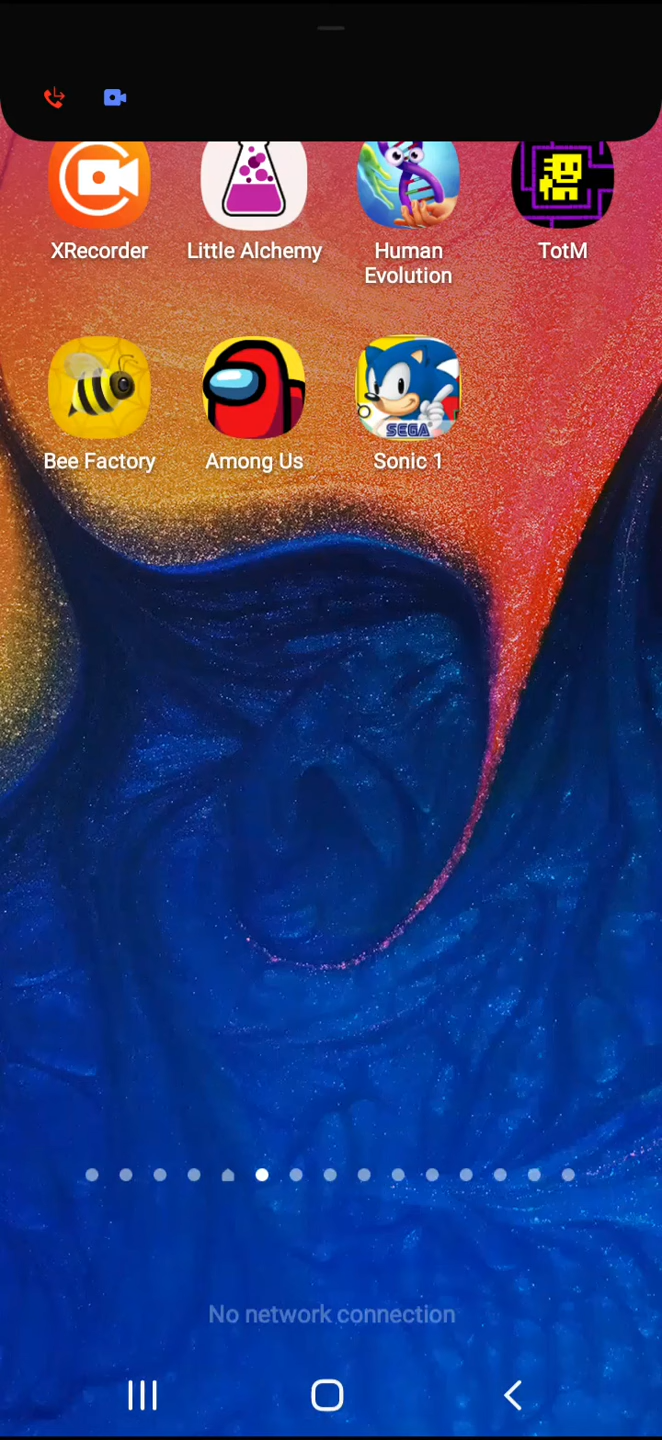 XRecorder
Little Alchemy
Human
Evolution
TotM
Bee Factory
Among Us
SEGA
Sonic 1
No network connection